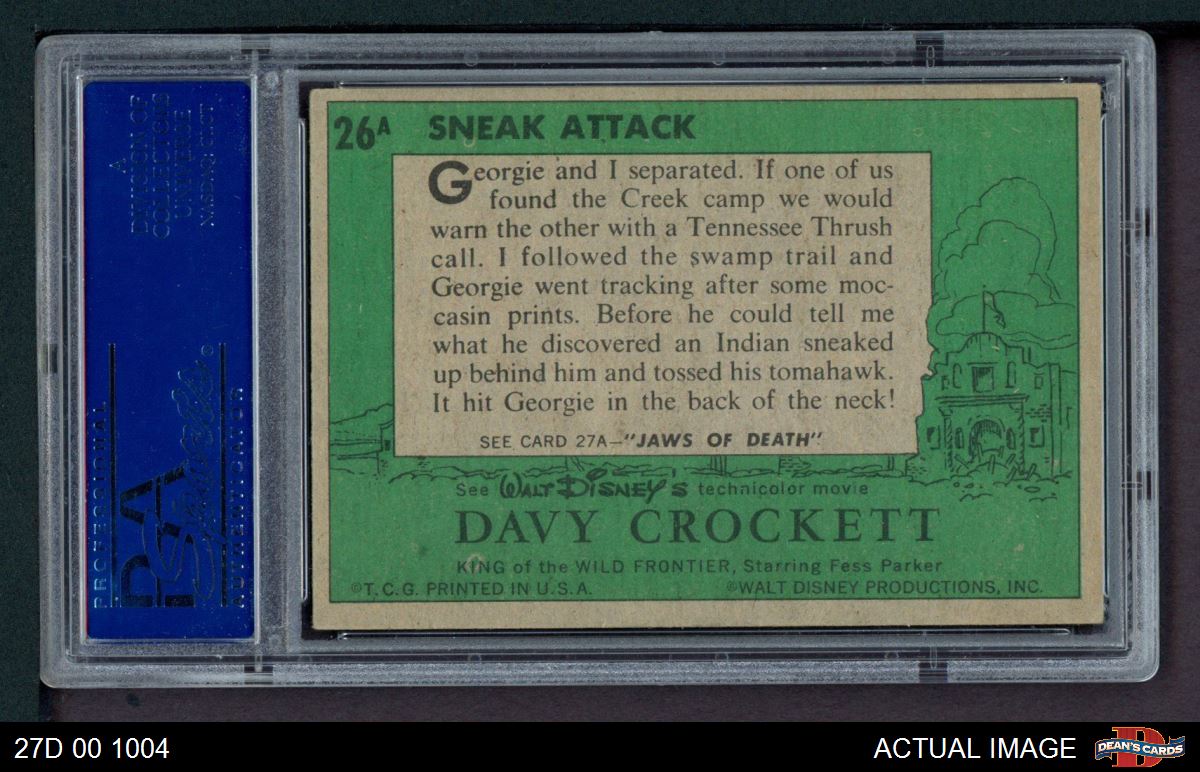 A
DIVISION OF
COLLECTORS
UNIVERSE
NASDAQ: CLCT
PROFESSIONAL
PSA
AUTHENTICATOR
26A SNEAK ATTACK
Georgie and I separated. If one of us
found the Creek camp we would
warn the other with a Tennessee Thrush
call. I followed the swamp trail and
Georgie went tracking after some moc-
casin prints. Before he could tell me
what he discovered an Indian sneaked
up behind him and tossed his tomahawk.
It hit Georgie in the back of the neck!
SEE CARD 27A—"JAWS OF DEATH"
See WALT DISNEY'S technicolor movie
DAVY CROCKETT
KING of the WILD FRONTIER, Starring Fess Parker
©T.C.G. PRINTED IN U.S.A. ©WALT DISNEY PRODUCTIONS, INC.
27D 00 1004
ACTUAL IMAGE
D
DEAN'S CARDS